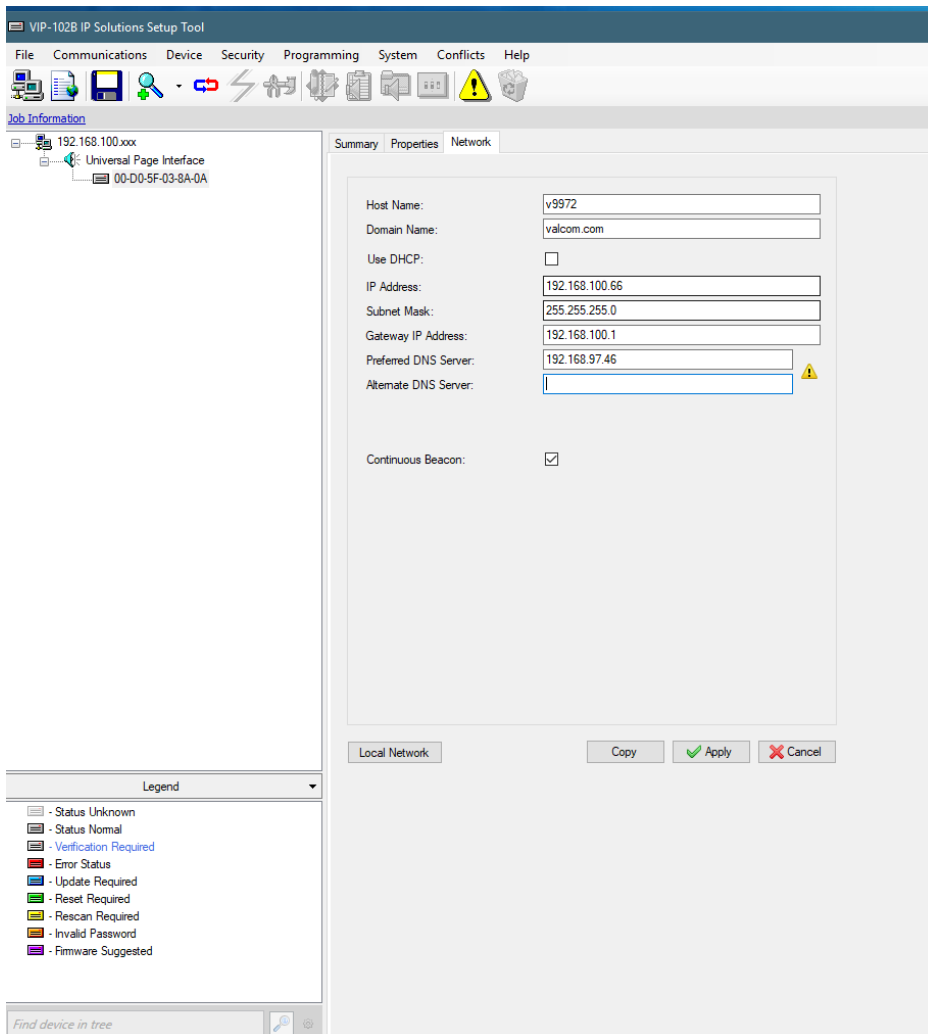 VIP-102B IP Solutions Setup Tool
File Communications Device Security Programming System Conflicts Help
Job Information
192.168.100.xxx
Universal Page Interface
00-D0-5F-03-8A-0A
Summary Properties Network
Host Name: v9972
Domain Name: valcom.com
Use DHCP:
IP Address: 192.168.100.66
Subnet Mask: 255.255.255.0
Gateway IP Address: 192.168.100.1
Preferred DNS Server: 192.168.97.46
Alternate DNS Server:
Continuous Beacon:
Local Network Copy Apply Cancel
Legend
- Status Unknown
- Status Normal
- Verification Required
- Error Status
- Update Required
- Reset Required
- Rescan Required
- Invalid Password
- Firmware Suggested
Find device in tree